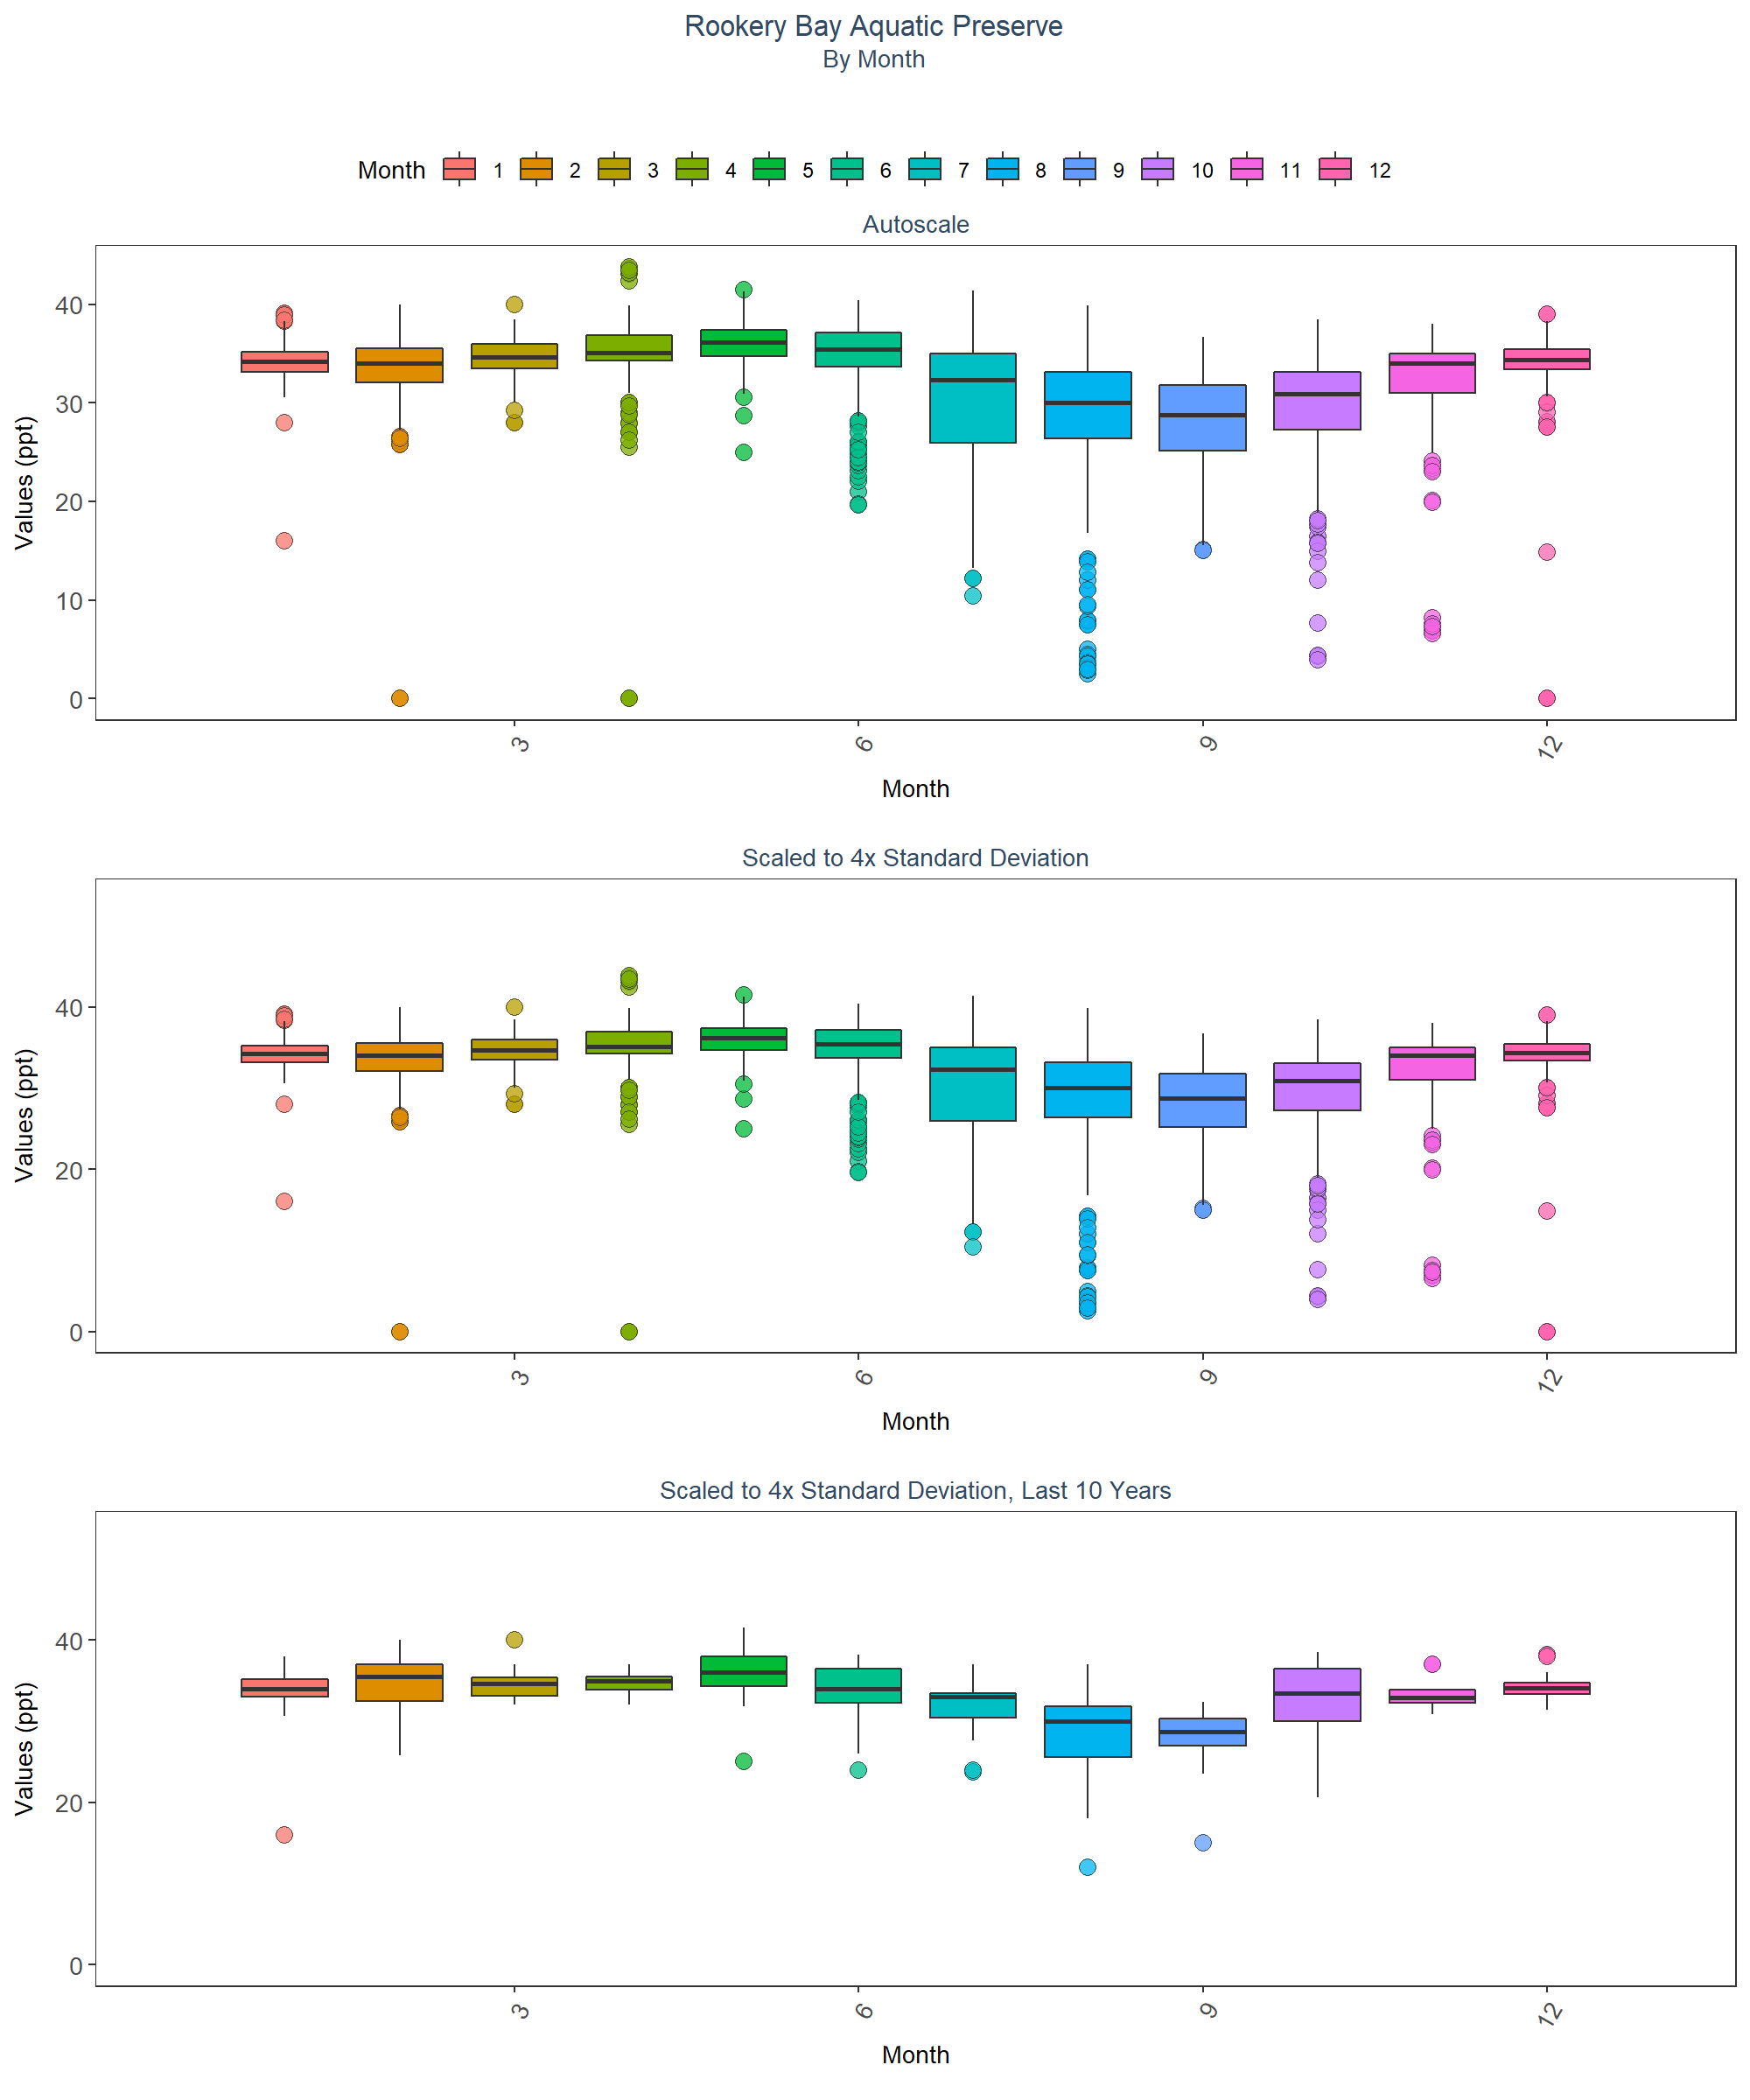 Rookery Bay Aquatic Preserve
By Month
Month 1 2 3 4 5 6 7 8 9 10 11 12
Autoscale
Values (ppt)
40
30
20
10
0
3 6 9 12
Month
Scaled to 4x Standard Deviation
Values (ppt)
40
20
0
3 6 9 12
Month
Scaled to 4x Standard Deviation, Last 10 Years
Values (ppt)
40
20
0
3 6 9 12
Month